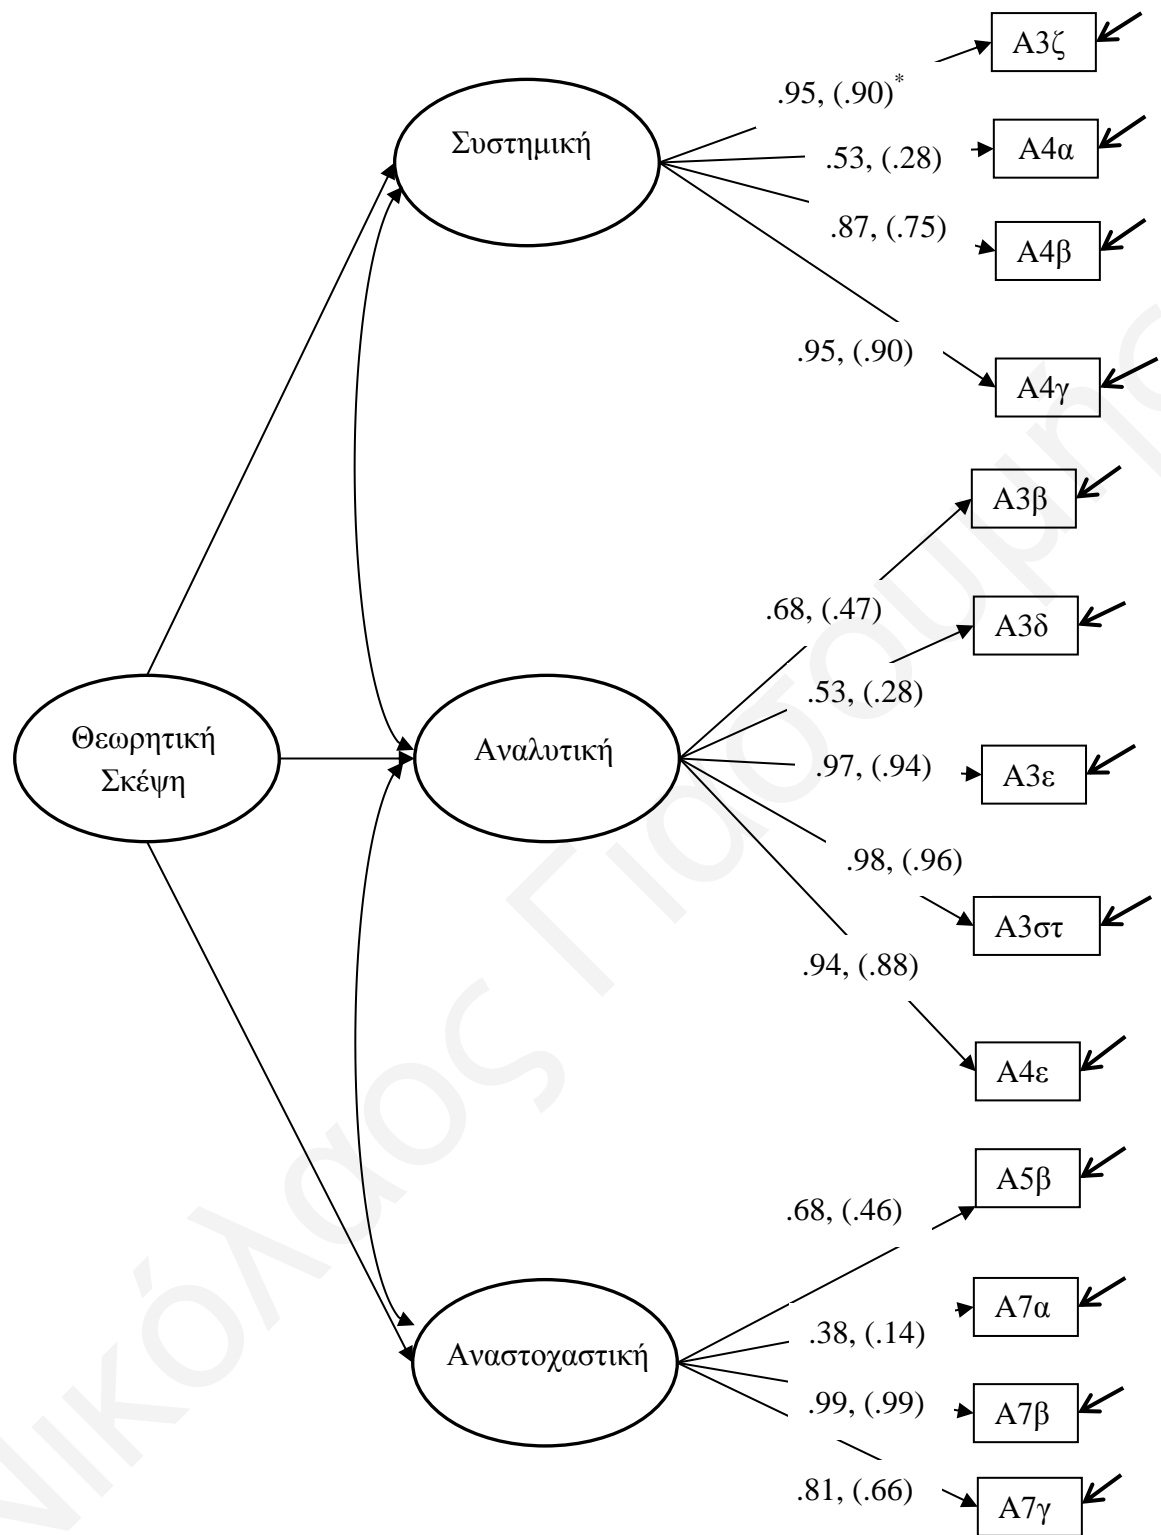 Α3ζ
.95, (.90)*
Συστημική
Α4α
.53, (.28)
.87, (.75)
Α4β
.95, (.90)
Α4γ
Α3β
.68, (.47)
Α3δ
.53, (.28)
Θεωρητική
Σκέψη
Αναλυτική
.97, (.94)
Α3ε
.98, (.96)
Α3στ
.94, (.88)
Α4ε
Α5β
.68, (.46)
Α7α
.38, (.14)
Αναστοχαστική
.99, (.99)
Α7β
.81, (.66)
Α7γ
Νικόλαος Γιασουμής